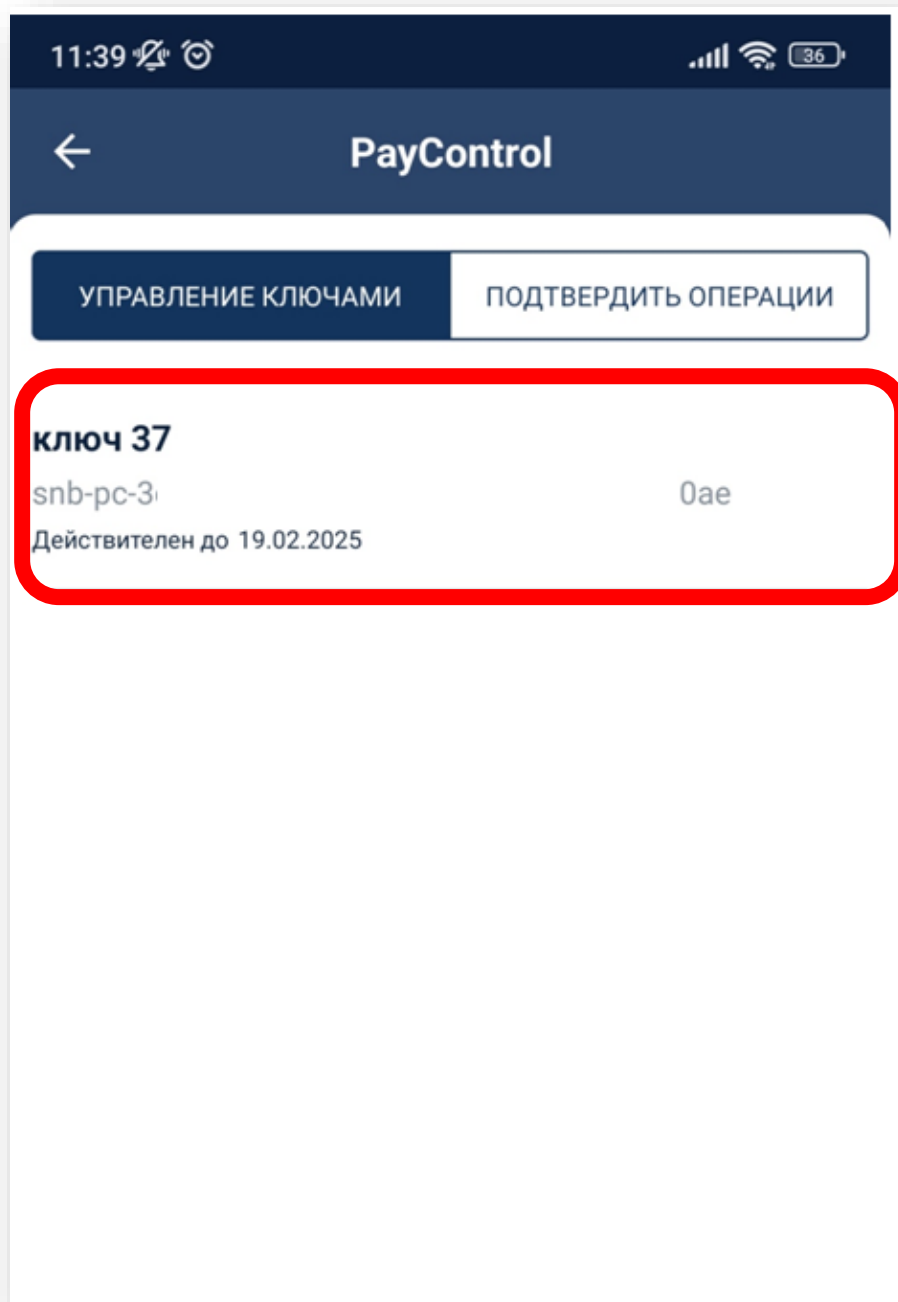 11:39
36
PayControl
УПРАВЛЕНИЕ КЛЮЧАМИ ПОДТВЕРДИТЬ ОПЕРАЦИИ
ключ 37
snb-pc-3 0ae
Действителен до 19.02.2025